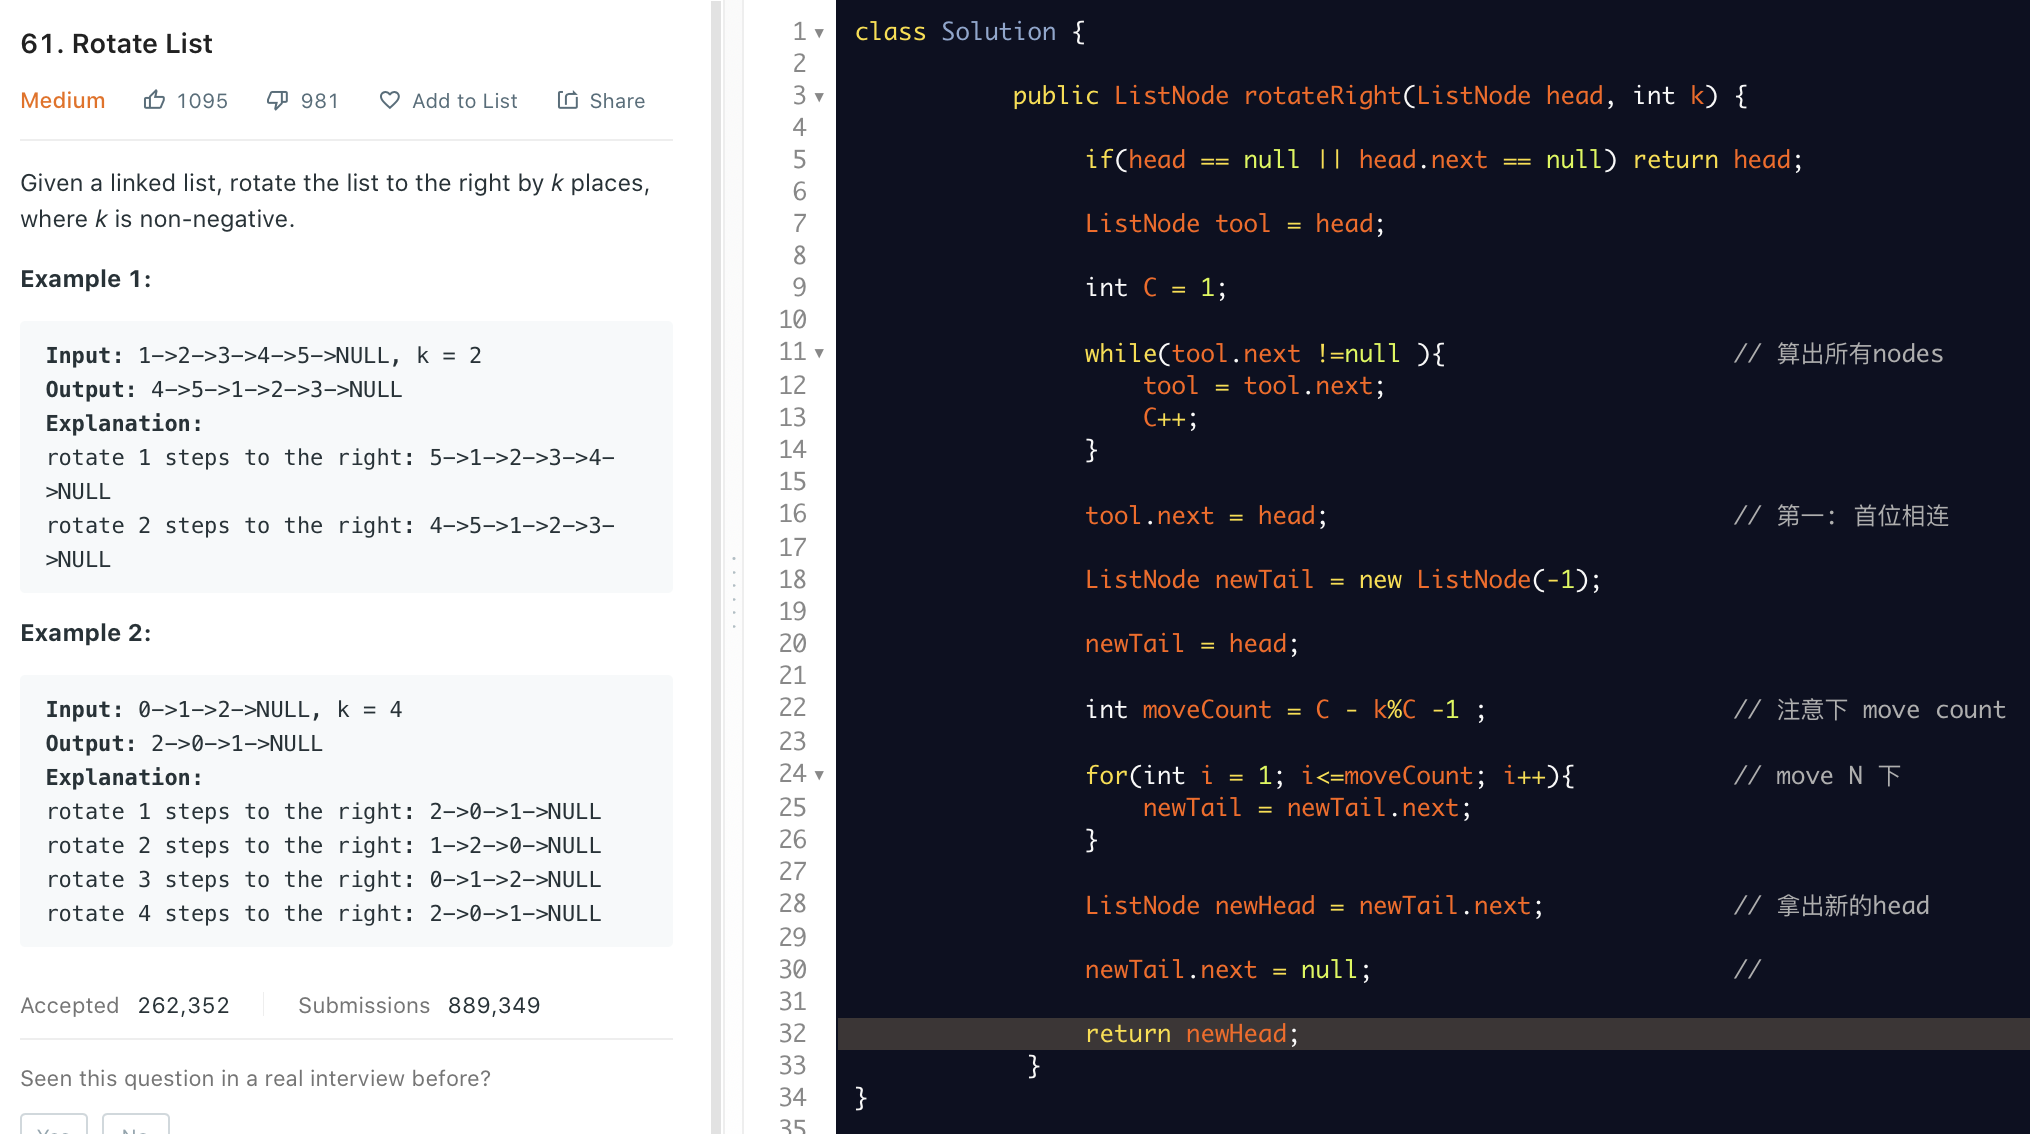 61. Rotate List
Medium 1095 981 Add to List Share
Given a linked list, rotate the list to the right by k places,
where k is non-negative.
Example 1:
Input: 1->2->3->4->5->NULL, k = 2
Output: 4->5->1->2->3->NULL
Explanation:
rotate 1 steps to the right: 5->1->2->3->4-
>NULL
rotate 2 steps to the right: 4->5->1->2->3-
>NULL
Example 2:
Input: 0->1->2->NULL, k = 4
Output: 2->0->1->NULL
Explanation:
rotate 1 steps to the right: 2->0->1->NULL
rotate 2 steps to the right: 1->2->0->NULL
rotate 3 steps to the right: 0->1->2->NULL
rotate 4 steps to the right: 2->0->1->NULL
Accepted 262,352 Submissions 889,349
Seen this question in a real interview before?
Yes No
1 class Solution {
2
3 public ListNode rotateRight(ListNode head, int k) {
4
5 if(head == null || head.next == null) return head;
6
7 ListNode tool = head;
8
9 int C = 1;
10
11 while(tool.next !=null ){ // 算出所有nodes
12 tool = tool.next;
13 C++;
14 }
15
16 tool.next = head; // 第一: 首位相连
17
18 ListNode newTail = new ListNode(-1);
19
20 newTail = head;
21
22 int moveCount = C - k%C -1 ; // 注意下 move count
23
24 for(int i = 1; i<=moveCount; i++){ // move N 下
25 newTail = newTail.next;
26 }
27
28 ListNode newHead = newTail.next; // 拿出新的head
29
30 newTail.next = null; //
31
32 return newHead;
33 }
34 }
35